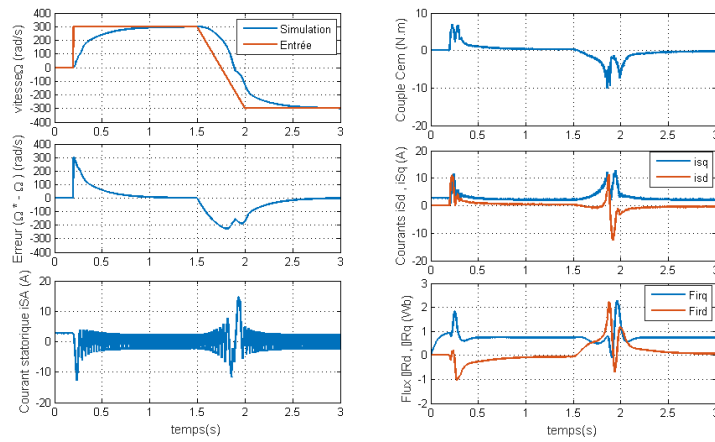 400
300
200
100
0
-100
-200
-300
-400
0 0.5 1 1.5 2 2.5 3
vitesseΩ (rad/s)
Simulation
Entrée
400
300
200
100
0
-100
-200
-300
-400
0 0.5 1 1.5 2 2.5 3
Erreur (Ω* - Ω ) (rad/s)
20
10
0
-10
-20
0 0.5 1 1.5 2 2.5 3
Courant statorique iSA (A)
temps(s)
10
0
-10
-20
0 0.5 1 1.5 2 2.5 3
Couple Cem (N.m)
20
10
0
-10
-20
0 0.5 1 1.5 2 2.5 3
Courants iSd , iSq (A)
isq
isd
3
2
1
0
-1
-2
0 0.5 1 1.5 2 2.5 3
Flux []Rd , []Rq (Wb)
Firq
Fird
temps(s)